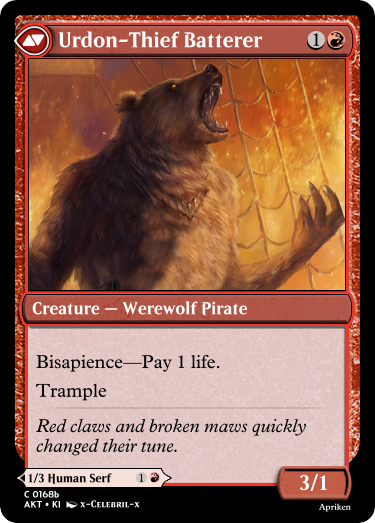 Urdon-Thief Batterer 1
Creature — Werewolf Pirate
Bisapience—Pay 1 life.
Trample
Red claws and broken maws quickly
changed their tune.
1/3 Human Serf 1
3/1
C 0168b
AKT • KI x-Celebril-x
Apriken